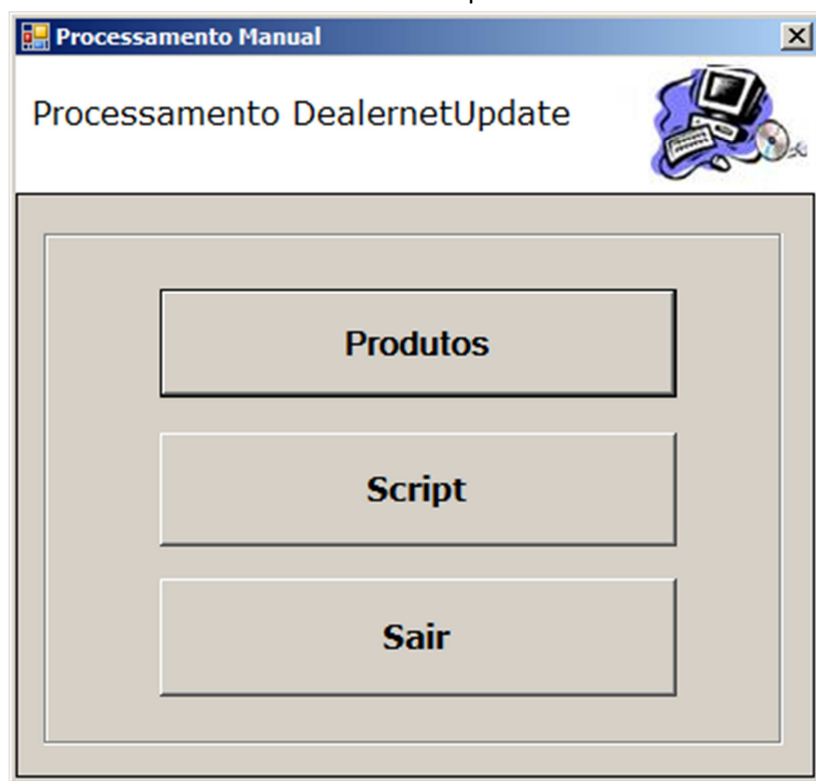 Processamento Manual
Processamento DealernetUpdate
Produtos
Script
Sair